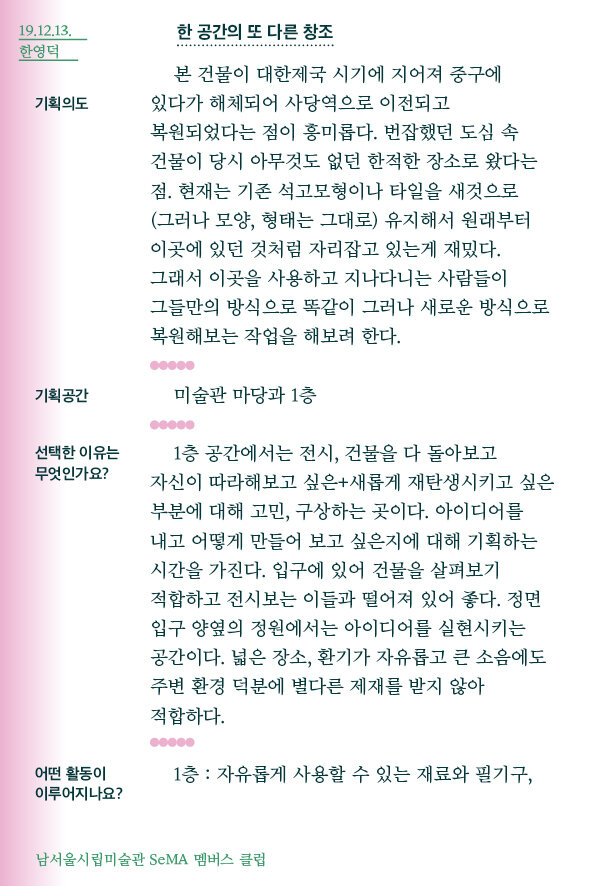 19.12.13.
한영덕
한 공간의 또 다른 창조
기획의도
본 건물이 대한제국 시기에 지어져 중구에
있다가 해체되어 사당역으로 이전되고
복원되었다는 점이 흥미롭다. 번잡했던 도심 속
건물이 당시 아무것도 없던 한적한 장소로 왔다는
점. 현재는 기존 석고모형이나 타일을 새것으로
(그러나 모양, 형태는 그대로) 유지해서 원래부터
이곳에 있던 것처럼 자리잡고 있는게 재밌다.
그래서 이곳을 사용하고 지나다니는 사람들이
그들만의 방식으로 똑같이 그러나 새로운 방식으로
복원해보는 작업을 해보려 한다.
기획공간
미술관 마당과 1층
선택한 이유는
무엇인가요?
1층 공간에서는 전시, 건물을 다 돌아보고
자신이 따라해보고 싶은+새롭게 재탄생시키고 싶은
부분에 대해 고민, 구상하는 곳이다. 아이디어를
내고 어떻게 만들어 보고 싶은지에 대해 기획하는
시간을 가진다. 입구에 있어 건물을 살펴보기
적합하고 전시보는 이들과 떨어져 있어 좋다. 정면
입구 양옆의 정원에서는 아이디어를 실현시키는
공간이다. 넓은 장소, 환기가 자유롭고 큰 소음에도
주변 환경 덕분에 별다른 제재를 받지 않아
적합하다.
어떤 활동이
이루어지나요?
1층 : 자유롭게 사용할 수 있는 재료와 필기구,
남서울시립미술관 SeMA 멤버스 클럽